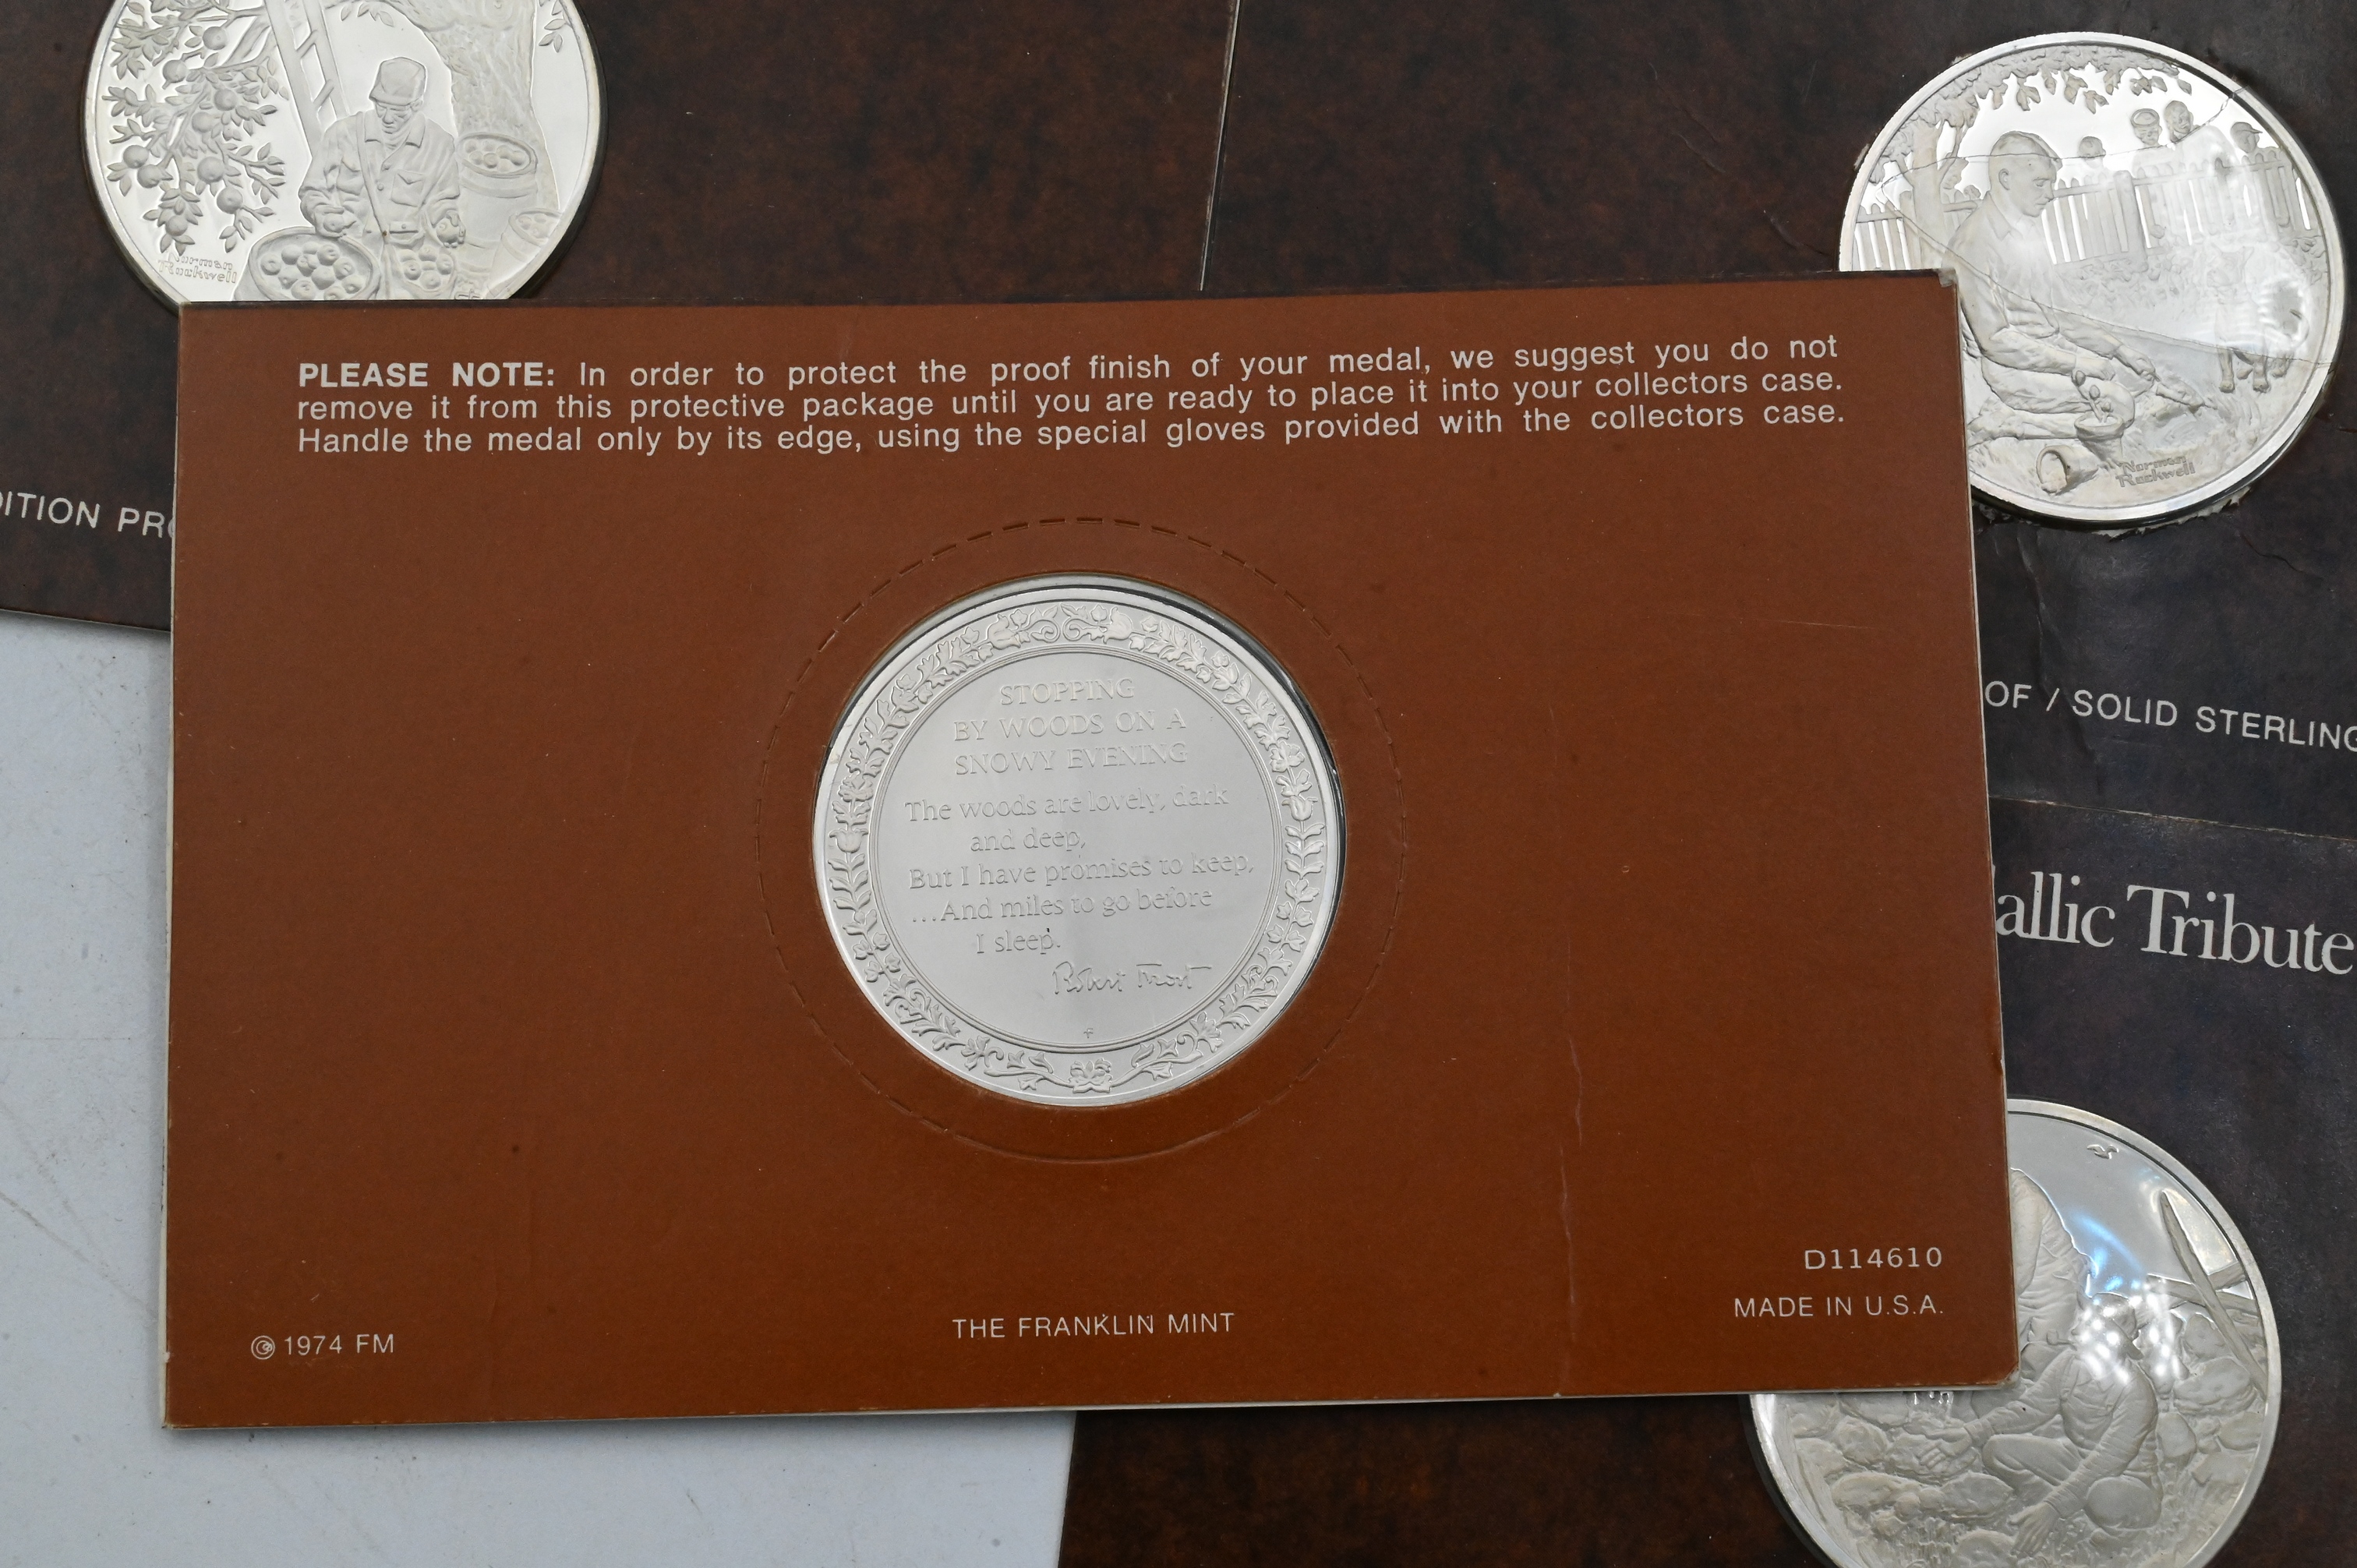 Norman
Rockwell
Norman
Rockwell
PLEASE NOTE: In order to protect the proof finish of your medal, we suggest you do not
remove it from this protective package until you are ready to place it into your collectors case.
Handle the medal only by its edge, using the special gloves provided with the collectors case.
DITION PRO
STOPPING
BY WOODS ON A
SNOWY EVENING
The woods are lovely, dark
and deep,
But I have promises to keep,
...And miles to go before
I sleep.
Robert Frost
OF / SOLID STERLING
allic Tribute
D114610
MADE IN U.S.A.
THE FRANKLIN MINT
© 1974 FM